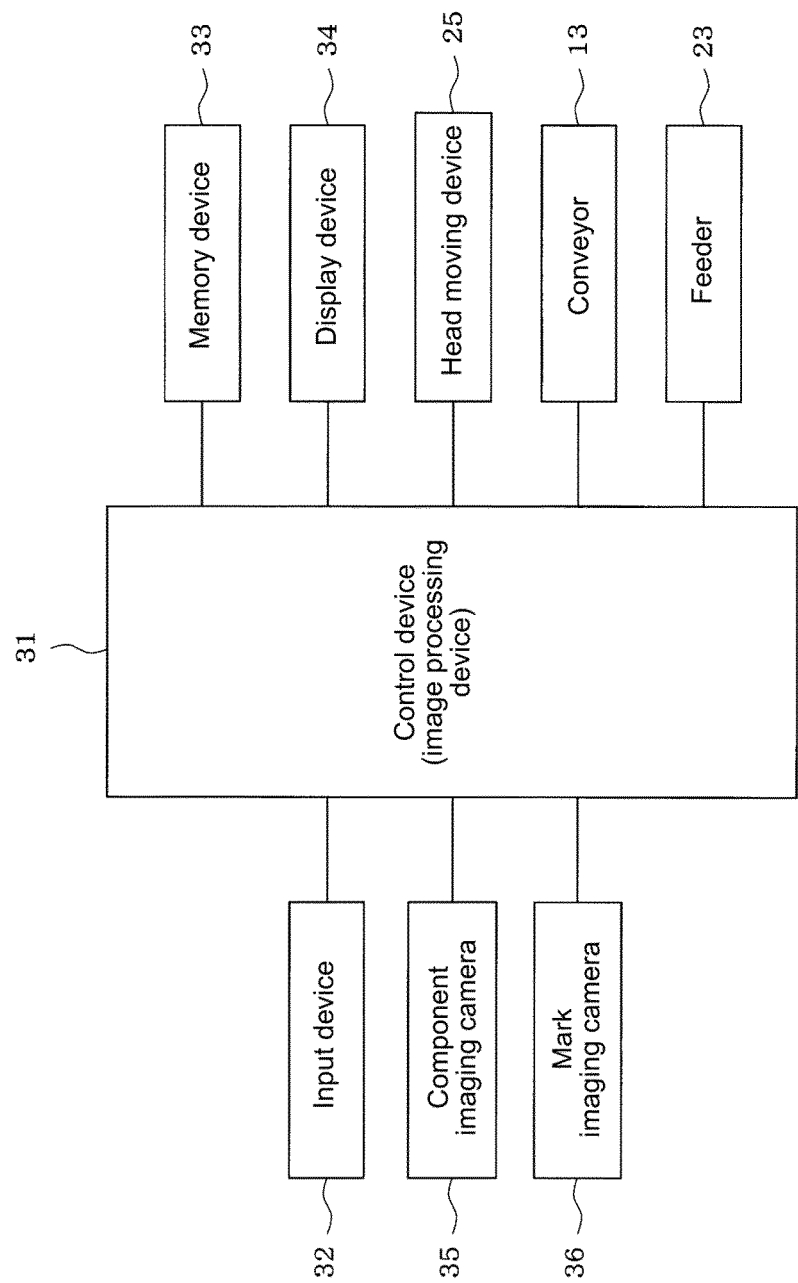 31
Control device
(image processing
device)
32
Input device
35
Component
imaging camera
36
Mark
imaging camera
Memory device
33
Display device
34
Head moving device
25
Conveyor
13
Feeder
23